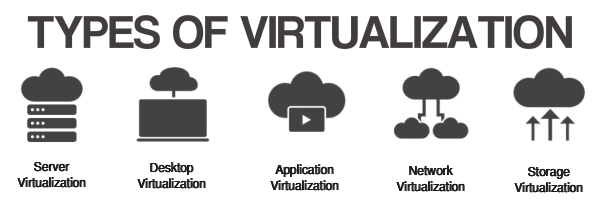 TYPES OF VIRTUALIZATION
Server
Virtualization
Desktop
Virtualization
Application
Virtualization
Network
Virtualization
Storage
Virtualization